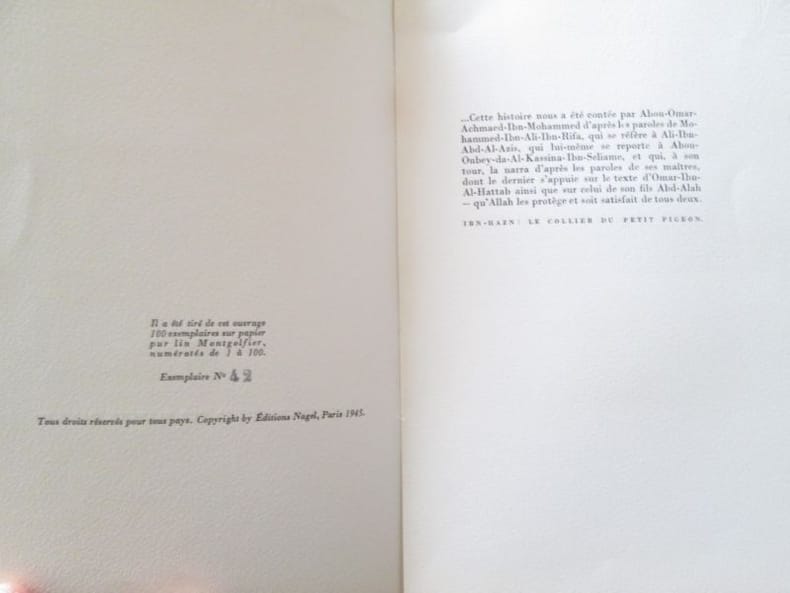 Il a été tiré de cet ouvrage
100 exemplaires sur papier
pur lin Montgolfier,
numérotés de 1 à 100.
Exemplaire Nº 42
Tous droits réservés pour tous pays. Copyright by Éditions Nagel, Paris 1945.
...Cette histoire nous a été contée par Abou-Omar-
Achmaed-Ibn-Mohammed d'après les paroles de Mo-
hammed-Ibn-Ali-Ibn-Rifa, qui se réfère à Ali-Ibn-
Abd-Al-Azis, qui lui-même se reporte à Abou-
Oubey-da-Al-Kassina-Ibn-Seliame, et qui, à son
tour, la narra d'après les paroles de ses maîtres,
dont le dernier s'appuie sur le texte d'Omar-Ibn-
Al-Hattab ainsi que sur celui de son fils Abd-Alah
— qu'Allah les protège et soit satisfait de tous deux.
IBN-HAZN : LE COLLIER DU PETIT PIGEON.